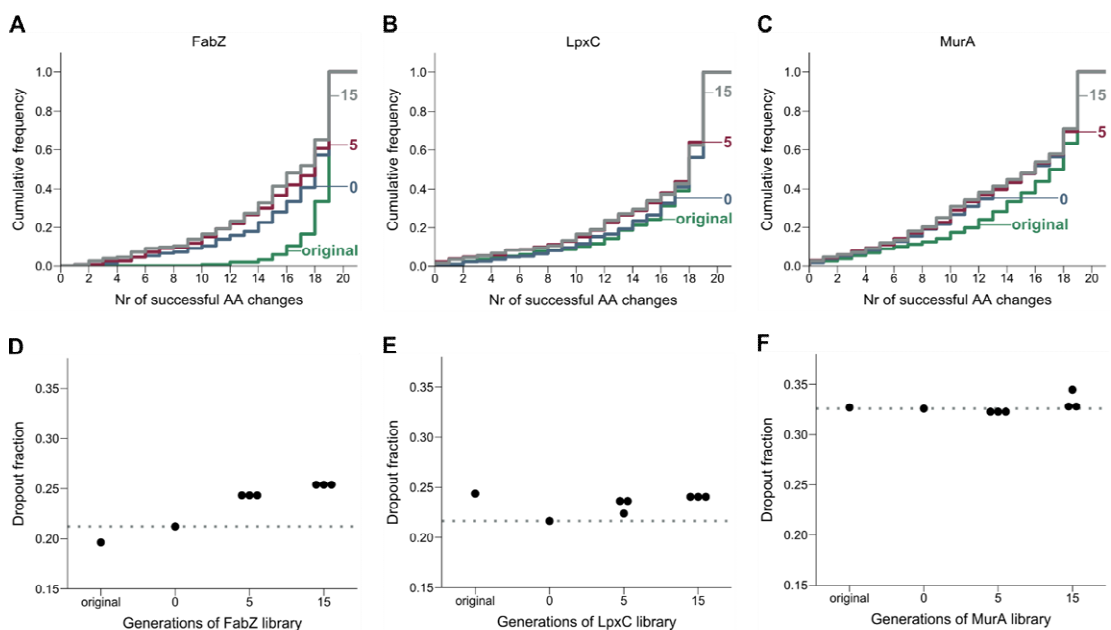 A
FabZ
Cumulative frequency
1.0
0.8
0.6
0.4
0.2
0.0
15
5
0
original
0 2 4 6 8 10 12 14 16 18 20
Nr of successful AA changes
B
LpxC
Cumulative frequency
1.0
0.8
0.6
0.4
0.2
0.0
15
5
0
original
0 2 4 6 8 10 12 14 16 18 20
Nr of successful AA changes
C
MurA
Cumulative frequency
1.0
0.8
0.6
0.4
0.2
0.0
15
5
0
original
0 2 4 6 8 10 12 14 16 18 20
Nr of successful AA changes
D
Dropout fraction
0.35
0.30
0.25
0.20
0.15
original 0 5 15
Generations of FabZ library
E
Dropout fraction
0.35
0.30
0.25
0.20
0.15
original 0 5 15
Generations of LpxC library
F
Dropout fraction
0.35
0.30
0.25
0.20
0.15
original 0 5 15
Generations of MurA library